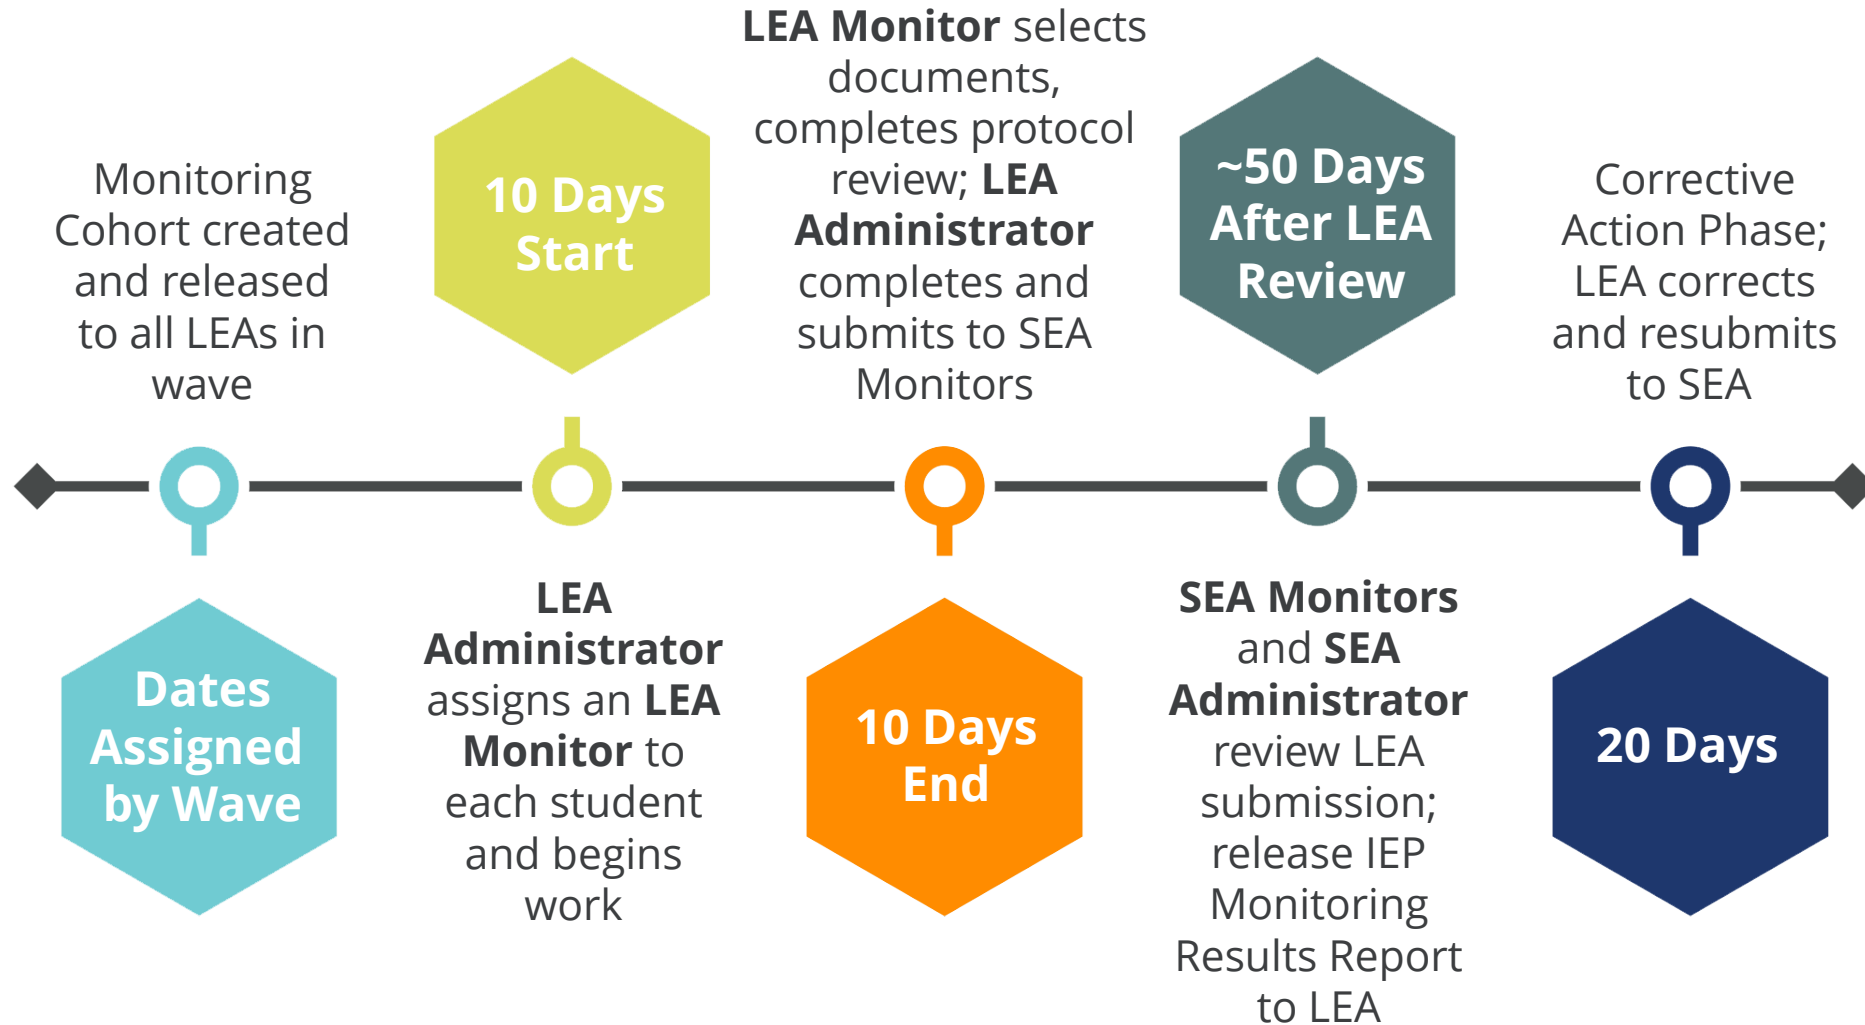 Monitoring
Cohort created
and released
to all LEAs in
wave
Dates
Assigned
by Wave
10 Days
Start
LEA
Administrator
assigns an LEA
Monitor to
each student
and begins
work
LEA Monitor selects
documents,
completes protocol
review; LEA
Administrator
completes and
submits to SEA
Monitors
10 Days
End
~50 Days
After LEA
Review
SEA Monitors
and SEA
Administrator
review LEA
submission;
release IEP
Monitoring
Results Report
to LEA
Corrective
Action Phase;
LEA corrects
and resubmits
to SEA
20 Days